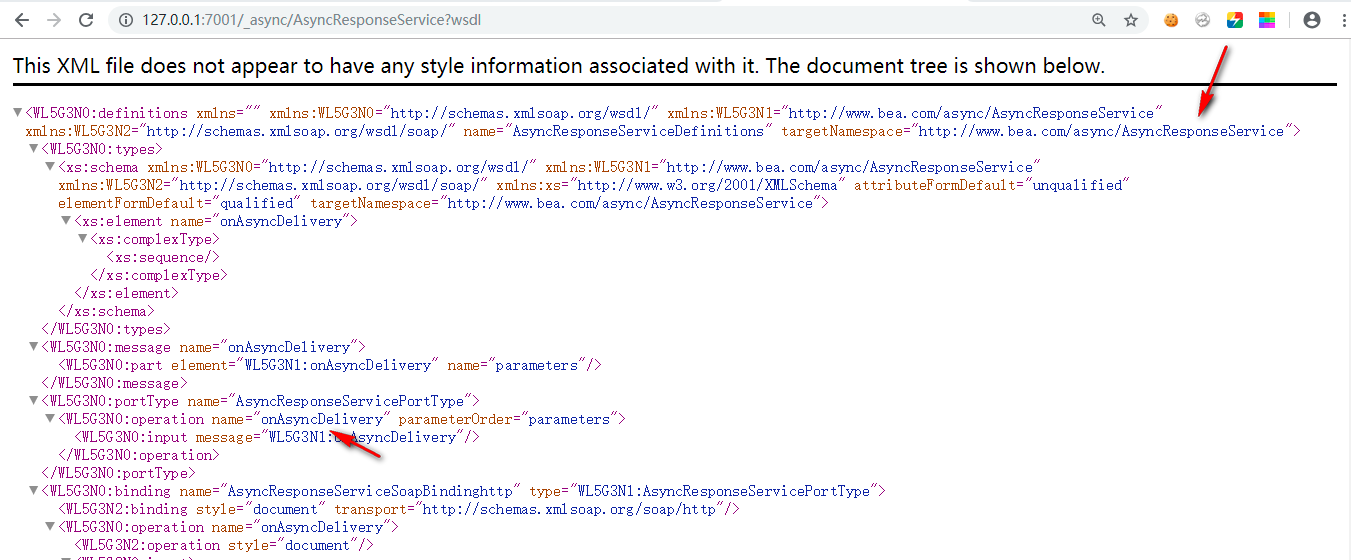 127.0.0.1:7001/_async/AsyncResponseService?wsdl
This XML file does not appear to have any style information associated with it. The document tree is shown below.
<WL5G3N0:definitions xmlns="" xmlns:WL5G3N0="http://schemas.xmlsoap.org/wsdl/" xmlns:WL5G3N1="http://www.bea.com/async/AsyncResponseService"
xmlns:WL5G3N2="http://schemas.xmlsoap.org/wsdl/soap/" name="AsyncResponseServiceDefinitions" targetNamespace="http://www.bea.com/async/AsyncResponseService">
<WL5G3N0:types>
<xs:schema xmlns:WL5G3N0="http://schemas.xmlsoap.org/wsdl/" xmlns:WL5G3N1="http://www.bea.com/async/AsyncResponseService"
xmlns:WL5G3N2="http://schemas.xmlsoap.org/wsdl/soap/" xmlns:xs="http://www.w3.org/2001/XMLSchema" attributeFormDefault="unqualified"
elementFormDefault="qualified" targetNamespace="http://www.bea.com/async/AsyncResponseService">
<xs:element name="onAsyncDelivery">
<xs:complexType>
<xs:sequence/>
</xs:complexType>
</xs:element>
</xs:schema>
</WL5G3N0:types>
<WL5G3N0:message name="onAsyncDelivery">
<WL5G3N0:part element="WL5G3N1:onAsyncDelivery" name="parameters"/>
</WL5G3N0:message>
<WL5G3N0:portType name="AsyncResponseServicePortType">
<WL5G3N0:operation name="onAsyncDelivery" parameterOrder="parameters">
<WL5G3N0:input message="WL5G3N1:onAsyncDelivery"/>
</WL5G3N0:operation>
</WL5G3N0:portType>
<WL5G3N0:binding name="AsyncResponseServiceSoapBindinghttp" type="WL5G3N1:AsyncResponseServicePortType">
<WL5G3N2:binding style="document" transport="http://schemas.xmlsoap.org/soap/http"/>
<WL5G3N0:operation name="onAsyncDelivery">
<WL5G3N2:operation style="document"/>